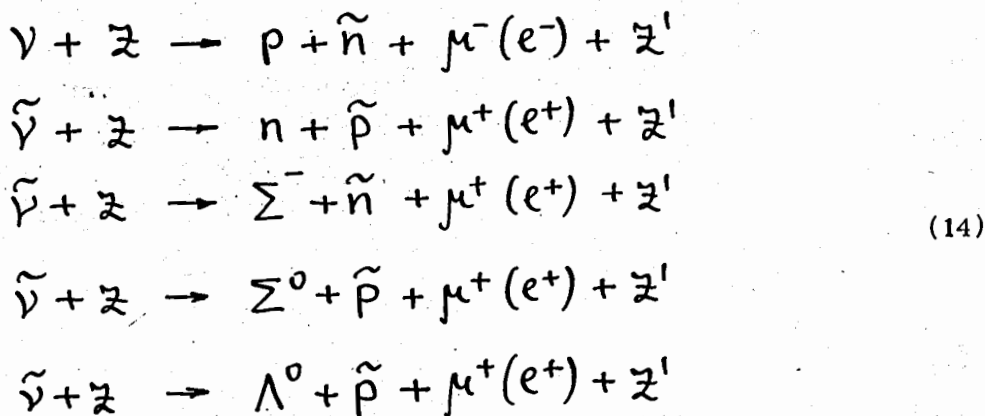 ν + Z → p + ñ + μ⁻(e⁻) + Z'
ν̃ + Z → n + p̃ + μ⁺(e⁺) + Z'
ν̃ + Z → Σ⁻ + ñ + μ⁺(e⁺) + Z'
(14)
ν̃ + Z → Σ⁰ + p̃ + μ⁺(e⁺) + Z'
ν̃ + Z → Λ⁰ + p̃ + μ⁺(e⁺) + Z'